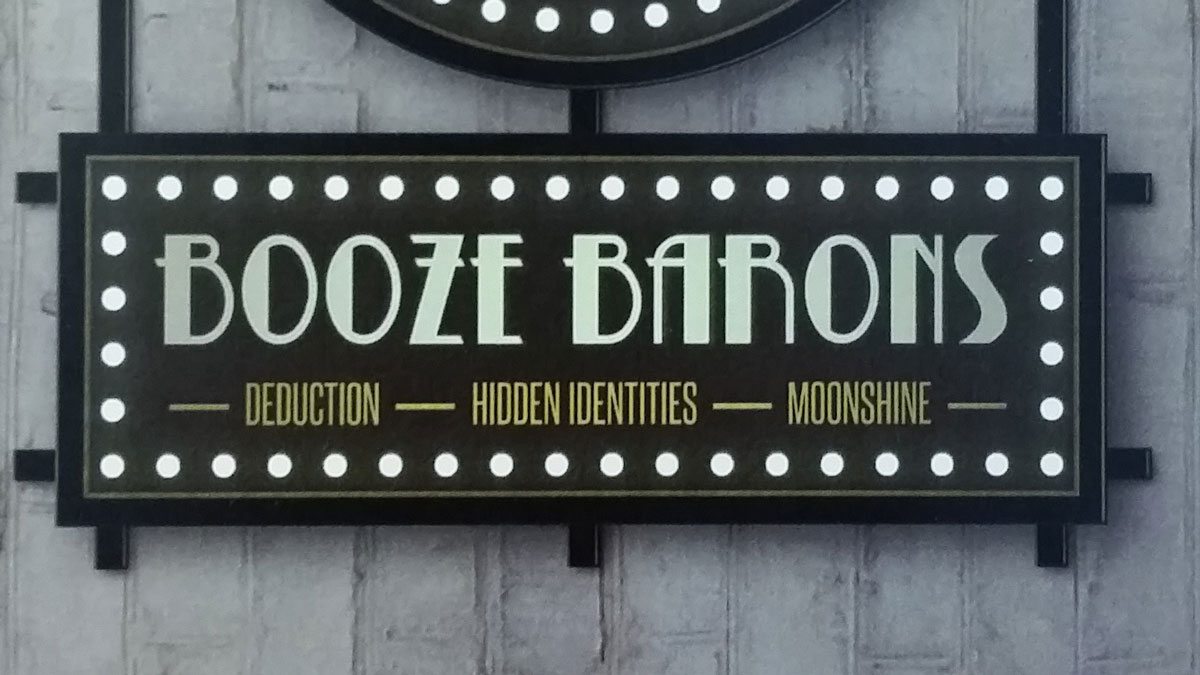 BOOZE BARONS
— DEDUCTION — HIDDEN IDENTITIES — MOONSHINE —